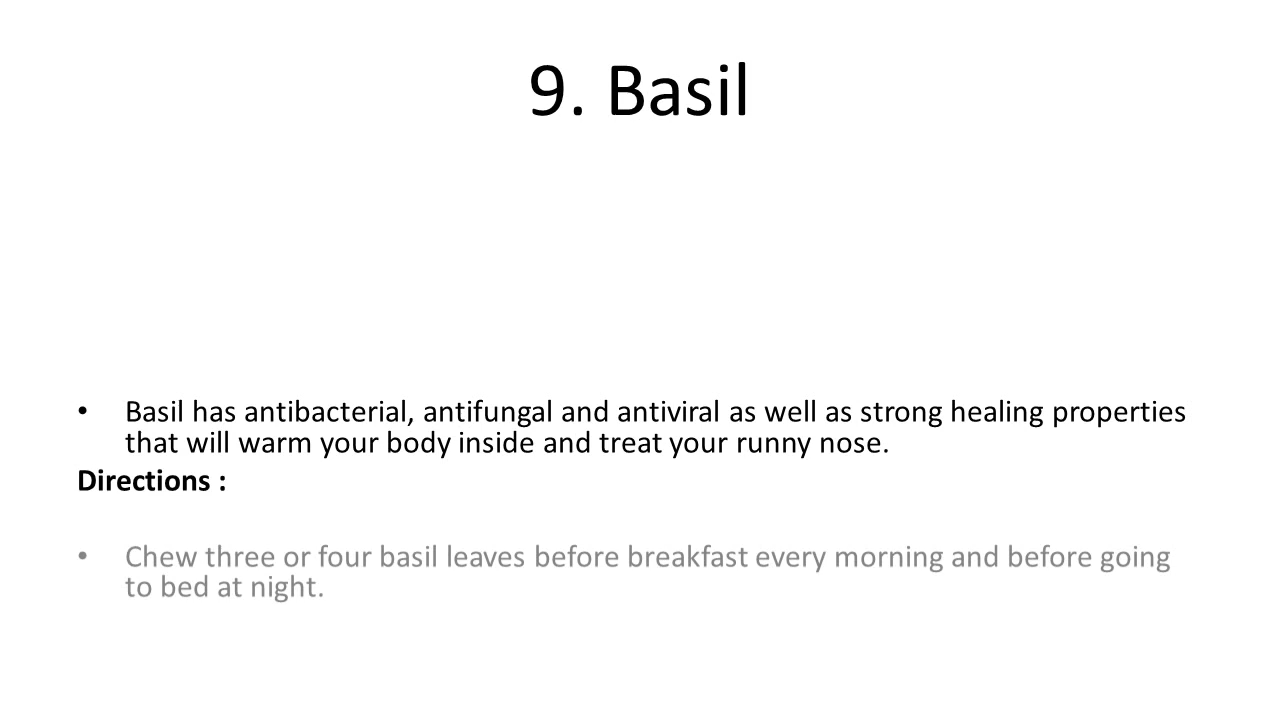 9. Basil
• Basil has antibacterial, antifungal and antiviral as well as strong healing properties
that will warm your body inside and treat your runny nose.
Directions :
• Chew three or four basil leaves before breakfast every morning and before going
to bed at night.